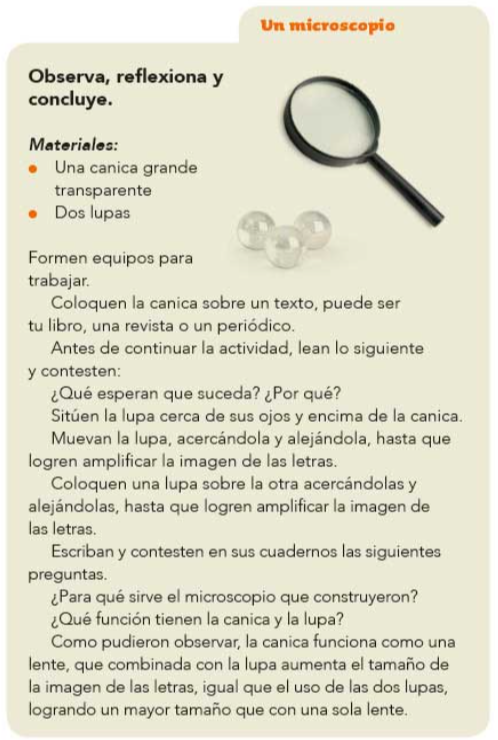 Un microscopio
Observa, reflexiona y
concluye.
Materiales:
● Una canica grande
transparente
● Dos lupas
Formen equipos para
trabajar.
Coloquen la canica sobre un texto, puede ser
tu libro, una revista o un periódico.
Antes de continuar la actividad, lean lo siguiente
y contesten:
¿Qué esperan que suceda? ¿Por qué?
Sitúen la lupa cerca de sus ojos y encima de la canica.
Muevan la lupa, acercándola y alejándola, hasta que
logren amplificar la imagen de las letras.
Coloquen una lupa sobre la otra acercándolas y
alejándolas, hasta que logren amplificar la imagen de
las letras.
Escriban y contesten en sus cuadernos las siguientes
preguntas.
¿Para qué sirve el microscopio que construyeron?
¿Qué función tienen la canica y la lupa?
Como pudieron observar, la canica funciona como una
lente, que combinada con la lupa aumenta el tamaño de
la imagen de las letras, igual que el uso de las dos lupas,
logrando un mayor tamaño que con una sola lente.